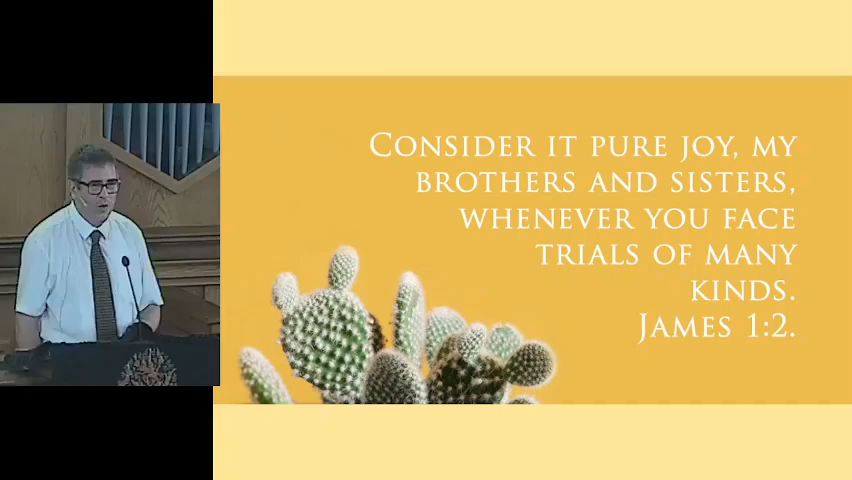 Consider it pure joy, my
brothers and sisters,
whenever you face
trials of many
kinds.
James 1:2.